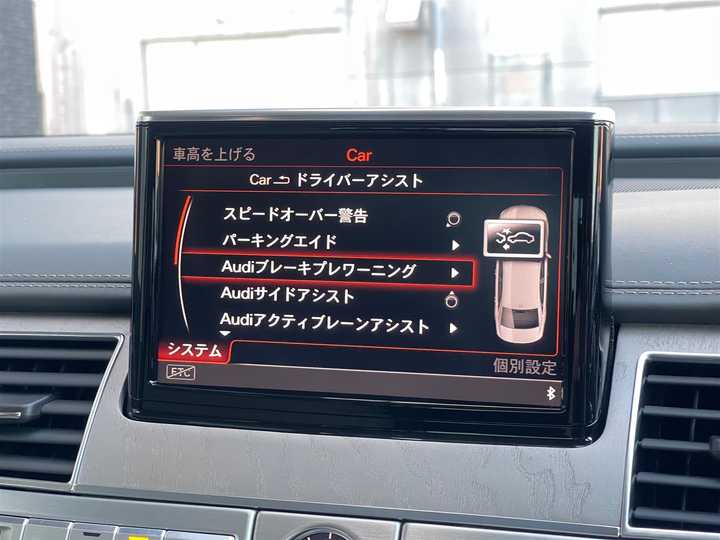 車高を上げる
Car
Car ドライバーアシスト
スピードオーバー警告
パーキングエイド
Audiブレーキプレワーニング
Audiサイドアシスト
Audiアクティブレーンアシスト
システム
個別設定
ETC